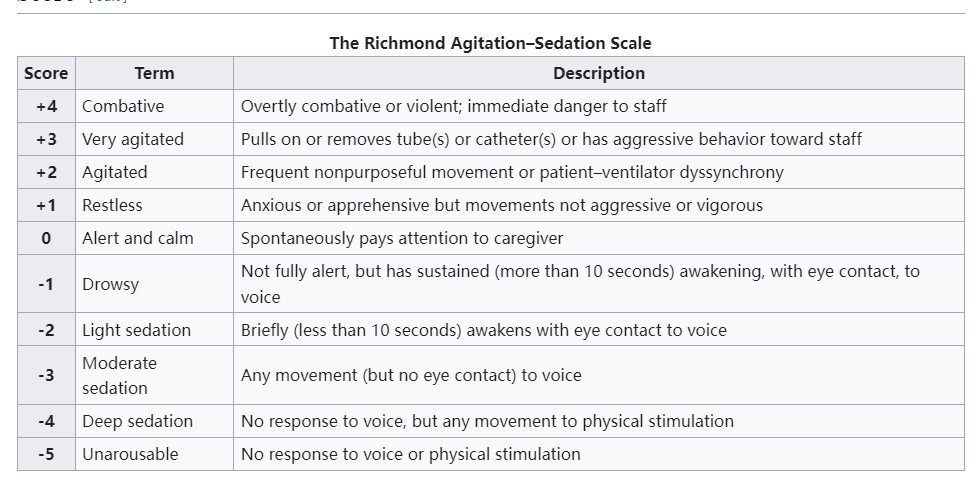 The Richmond Agitation–Sedation Scale
Score Term Description
+4 Combative Overtly combative or violent; immediate danger to staff
+3 Very agitated Pulls on or removes tube(s) or catheter(s) or has aggressive behavior toward staff
+2 Agitated Frequent nonpurposeful movement or patient–ventilator dyssynchrony
+1 Restless Anxious or apprehensive but movements not aggressive or vigorous
0 Alert and calm Spontaneously pays attention to caregiver
-1 Drowsy Not fully alert, but has sustained (more than 10 seconds) awakening, with eye contact, to
voice
-2 Light sedation Briefly (less than 10 seconds) awakens with eye contact to voice
-3 Moderate
sedation Any movement (but no eye contact) to voice
-4 Deep sedation No response to voice, but any movement to physical stimulation
-5 Unarousable No response to voice or physical stimulation